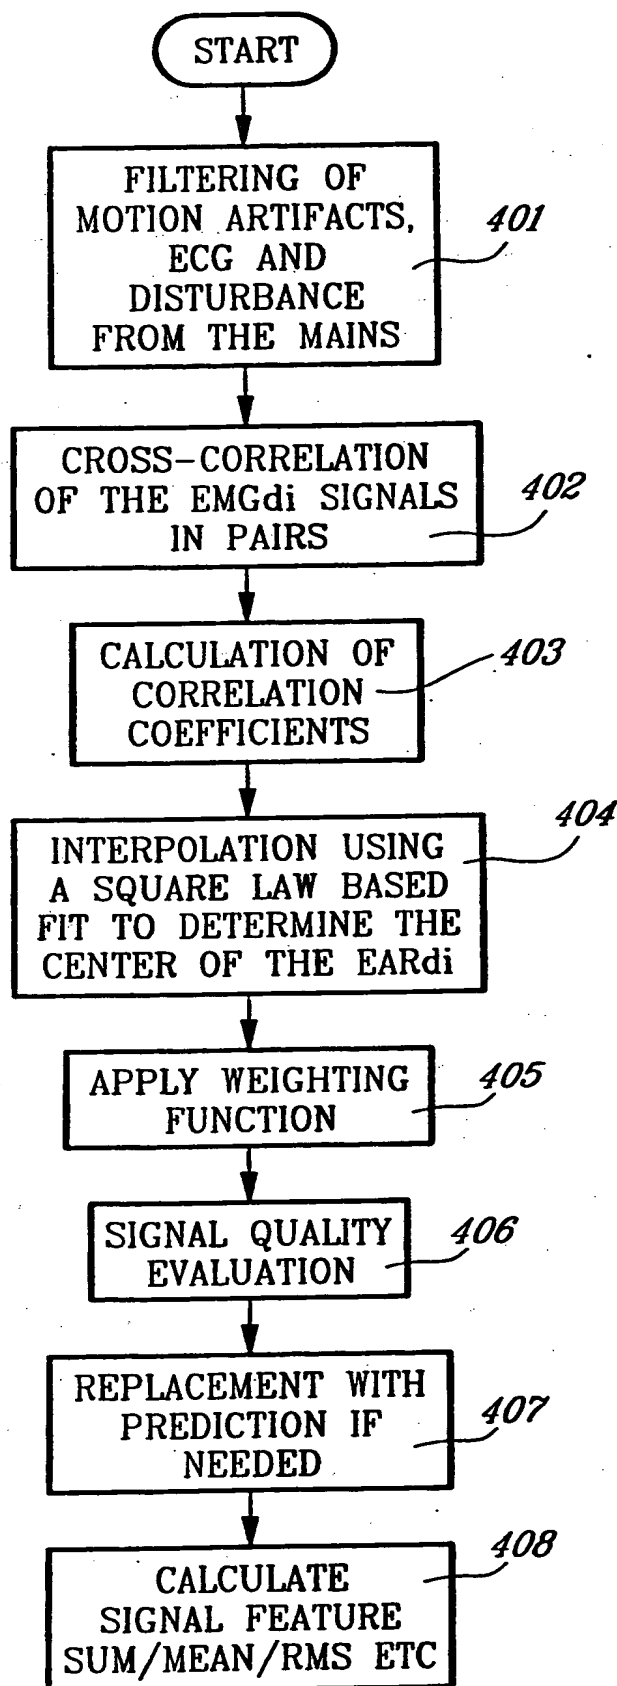 START
FILTERING OF
MOTION ARTIFACTS,
ECG AND
DISTURBANCE
FROM THE MAINS
401
CROSS-CORRELATION
OF THE EMGdi SIGNALS
IN PAIRS
402
CALCULATION OF
CORRELATION
COEFFICIENTS
403
INTERPOLATION USING
A SQUARE LAW BASED
FIT TO DETERMINE THE
CENTER OF THE EARdi
404
APPLY WEIGHTING
FUNCTION
405
SIGNAL QUALITY
EVALUATION
406
REPLACEMENT WITH
PREDICTION IF
NEEDED
407
CALCULATE
SIGNAL FEATURE
SUM/MEAN/RMS ETC
408